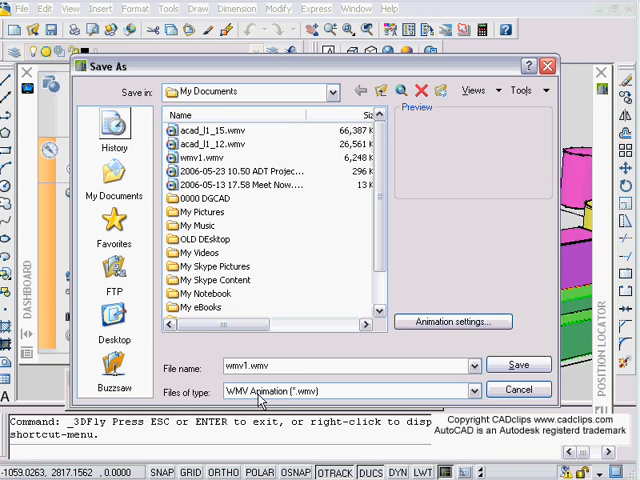 File Edit View Insert Format Tools Draw Dimension Modify Express Window Help
Save As
Save in: My Documents
Views Tools
Name
Preview
acad_l1_15.wmv 66,387 K
acad_l1_12.wmv 26,561 K
wmv1.wmv 6,248 K
2006-05-23 10.50 ADT Projec... 296 K
2006-05-13 17.58 Meet Now.... 13 K
0000 DGCAD
My Pictures
My Music
OLD DEsktop
My Videos
My Skype Pictures
My Skype Content
My Notebook
My eBooks
History
My Documents
Favorites
FTP
Desktop
Buzzsaw
Animation settings...
File name: wmv1.wmv Save
Files of type: WMV Animation (*.wmv) Cancel
DASHBOARD
POSITION LOCATOR
Command: _3DFly Press ESC or ENTER to exit, or right-click to disp
shortcut-menu.
Copyright CADclips www.cadclips.com
AutoCAD is an Autodesk registerd trademark
-1059.0263, 2817.1562 , 0.0000 SNAP GRID ORTHO POLAR OSNAP OTRACK DUCS DYN LWT